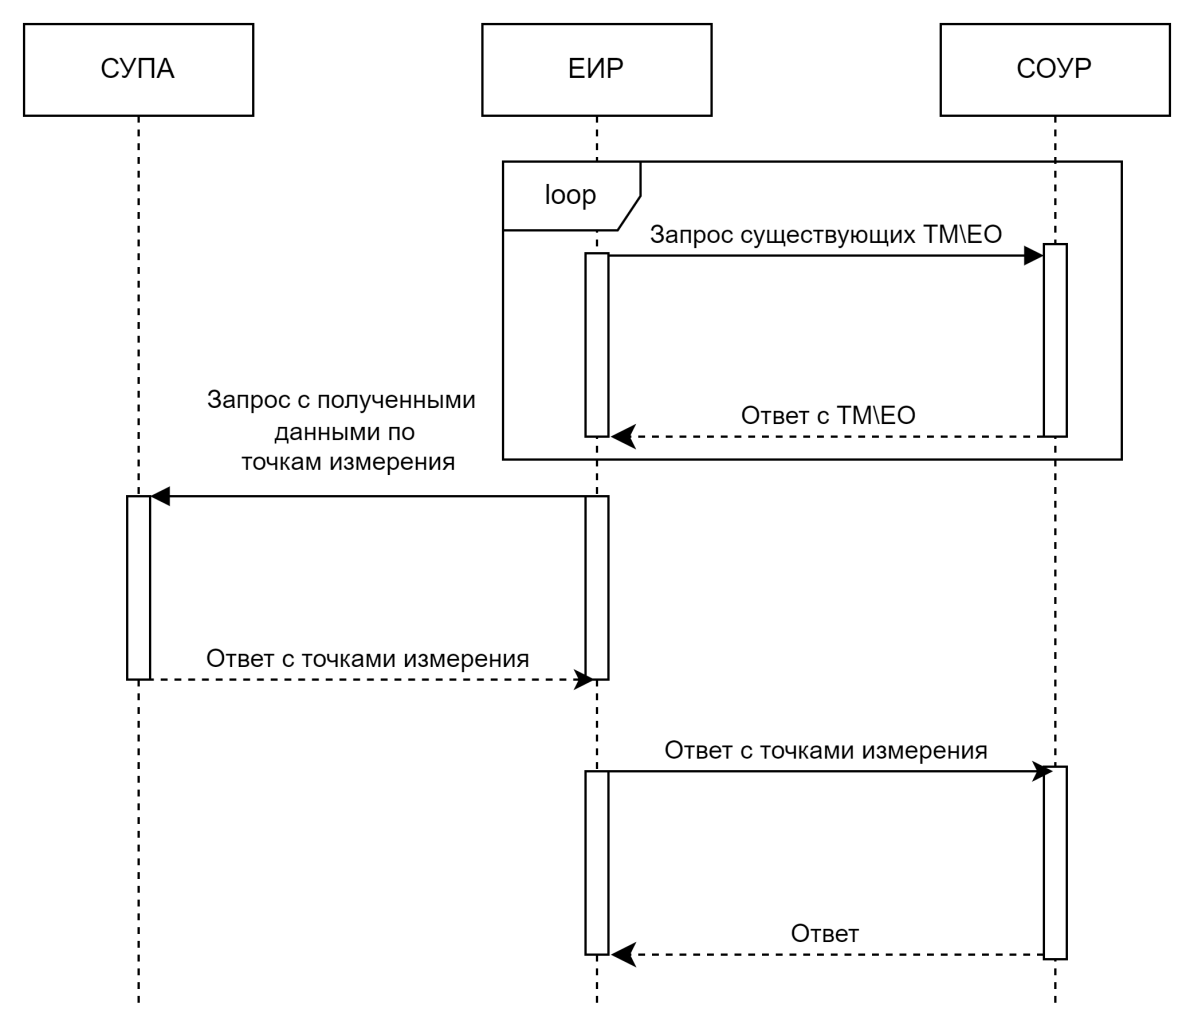 СУПА
ЕИР
СОУР
loop
Запрос существующих ТМ\ЕО
Ответ с ТМ\ЕО
Запрос с полученными
данными по
точкам измерения
Ответ с точками измерения
Ответ с точками измерения
Ответ